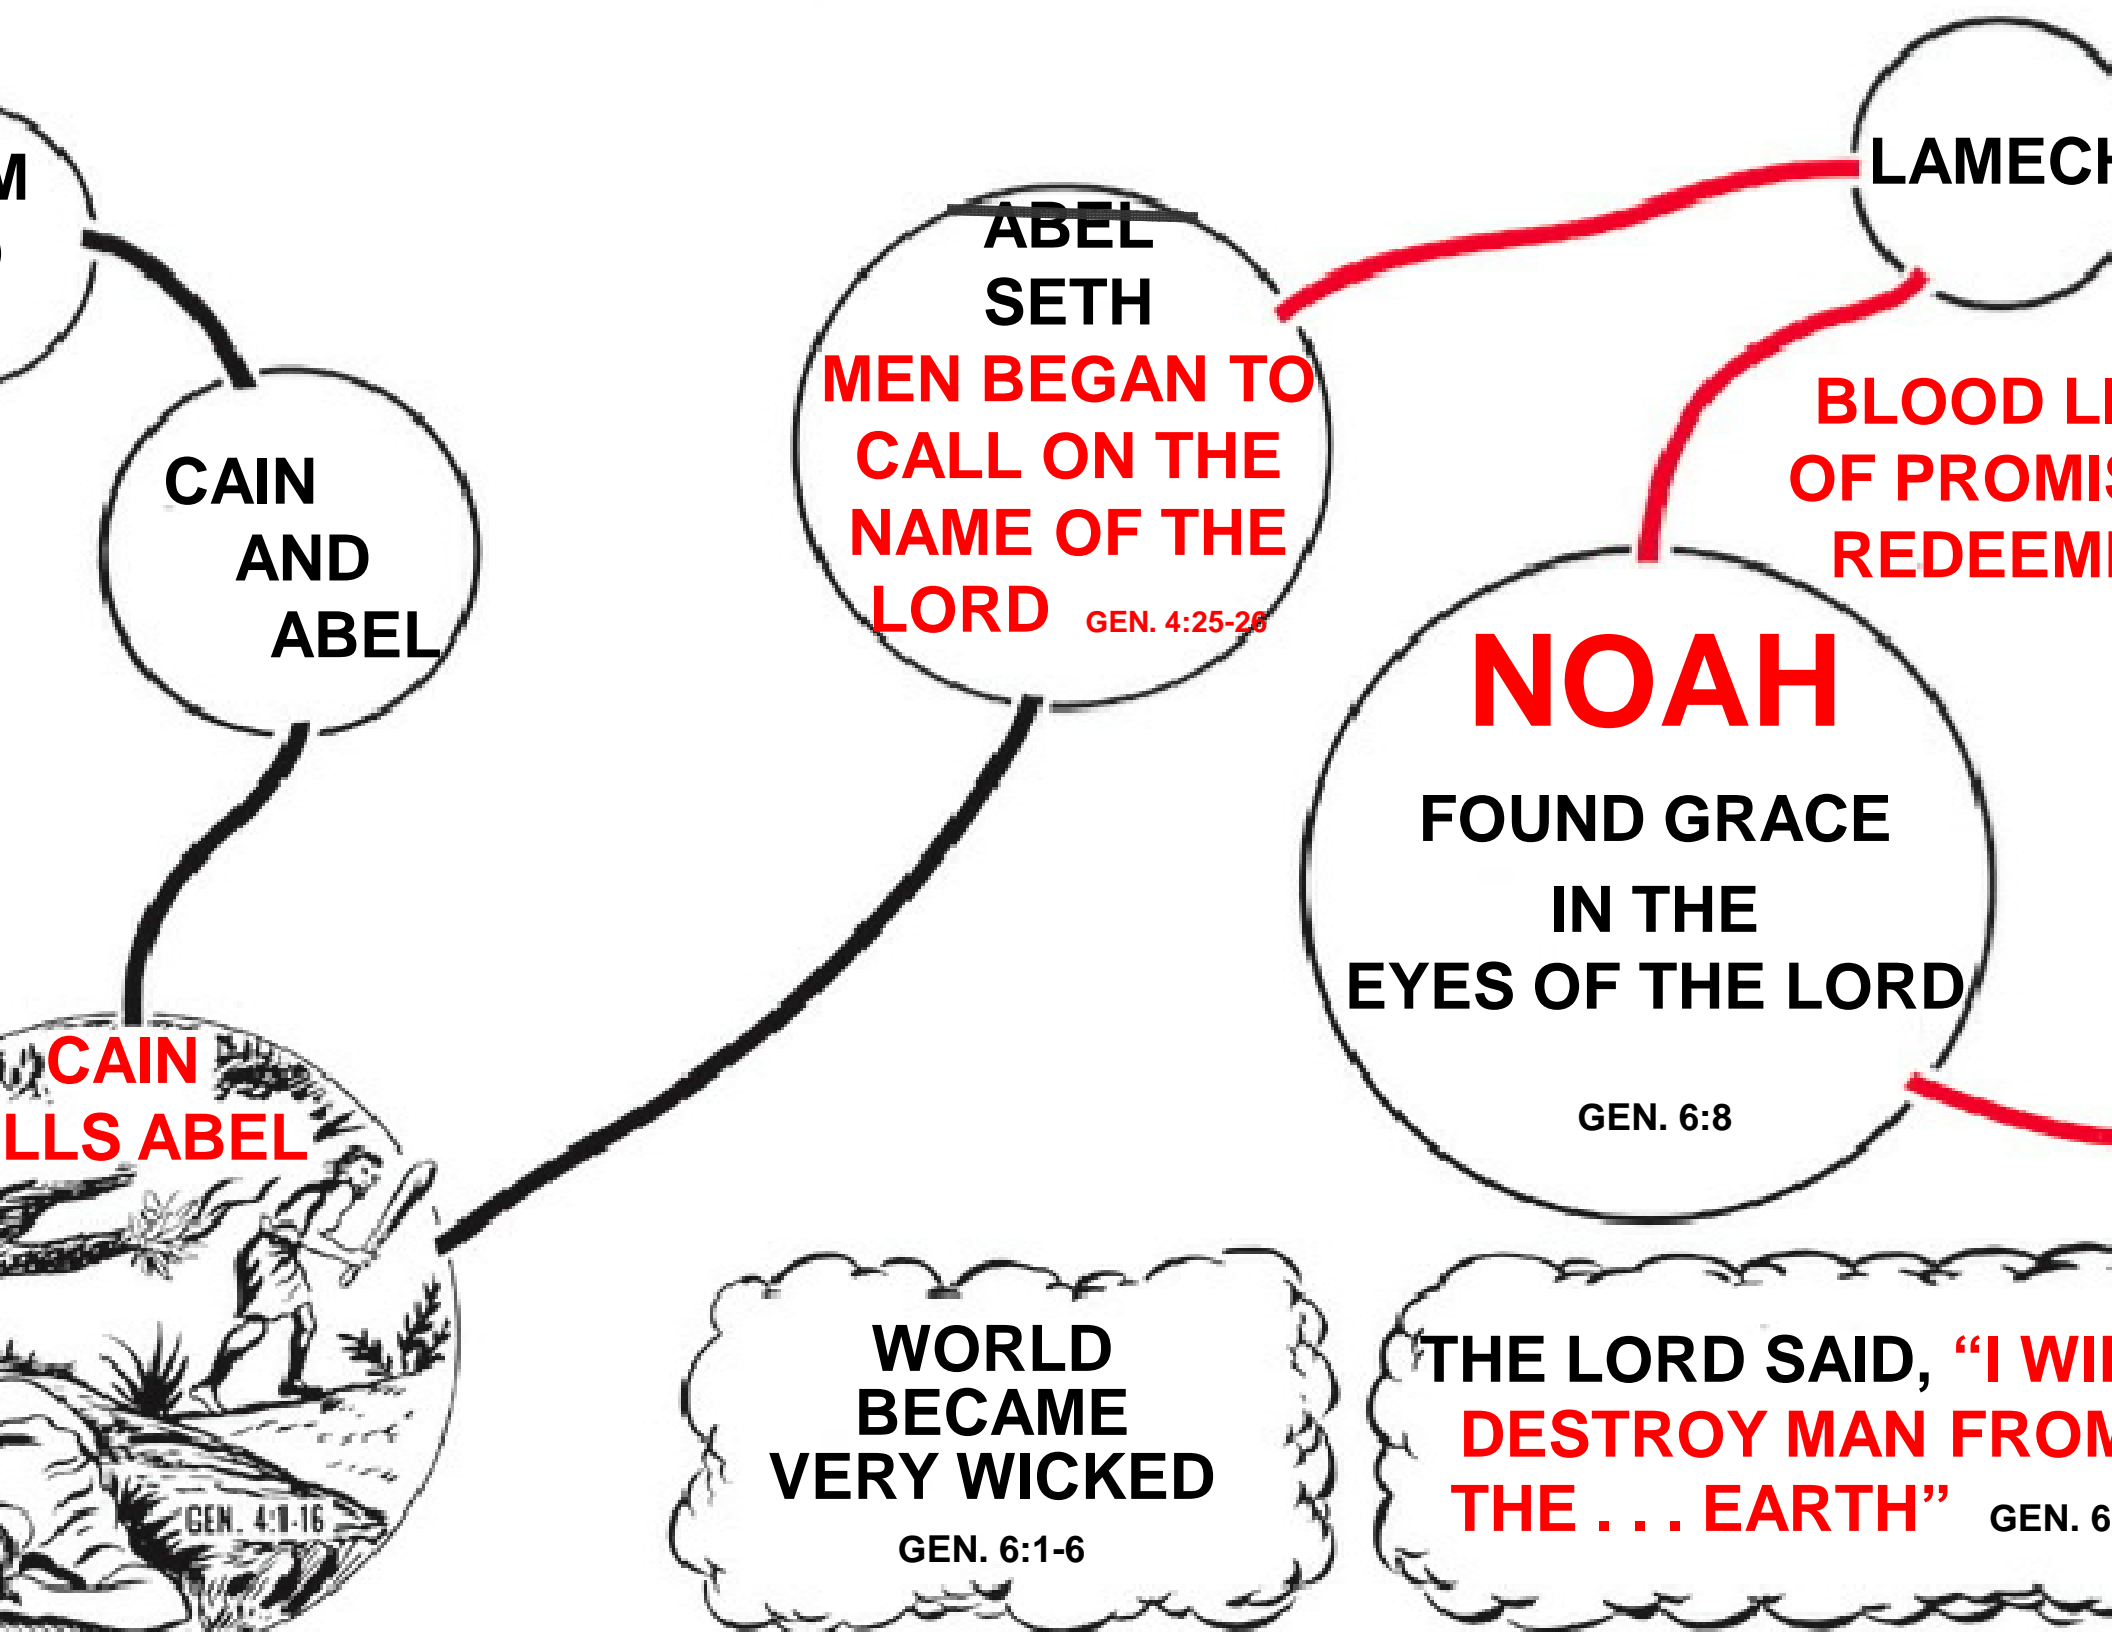 M
CAIN
AND
ABEL
CAIN
LLS ABEL
GEN. 4:1-16
ABEL
SETH
MEN BEGAN TO
CALL ON THE
NAME OF THE
LORD GEN. 4:25-26
LAMECH
BLOOD LI
OF PROMIS
REDEEM
NOAH
FOUND GRACE
IN THE
EYES OF THE LORD
GEN. 6:8
WORLD
BECAME
VERY WICKED
GEN. 6:1-6
THE LORD SAID, “I WIL
DESTROY MAN FROM
THE . . . EARTH” GEN. 6